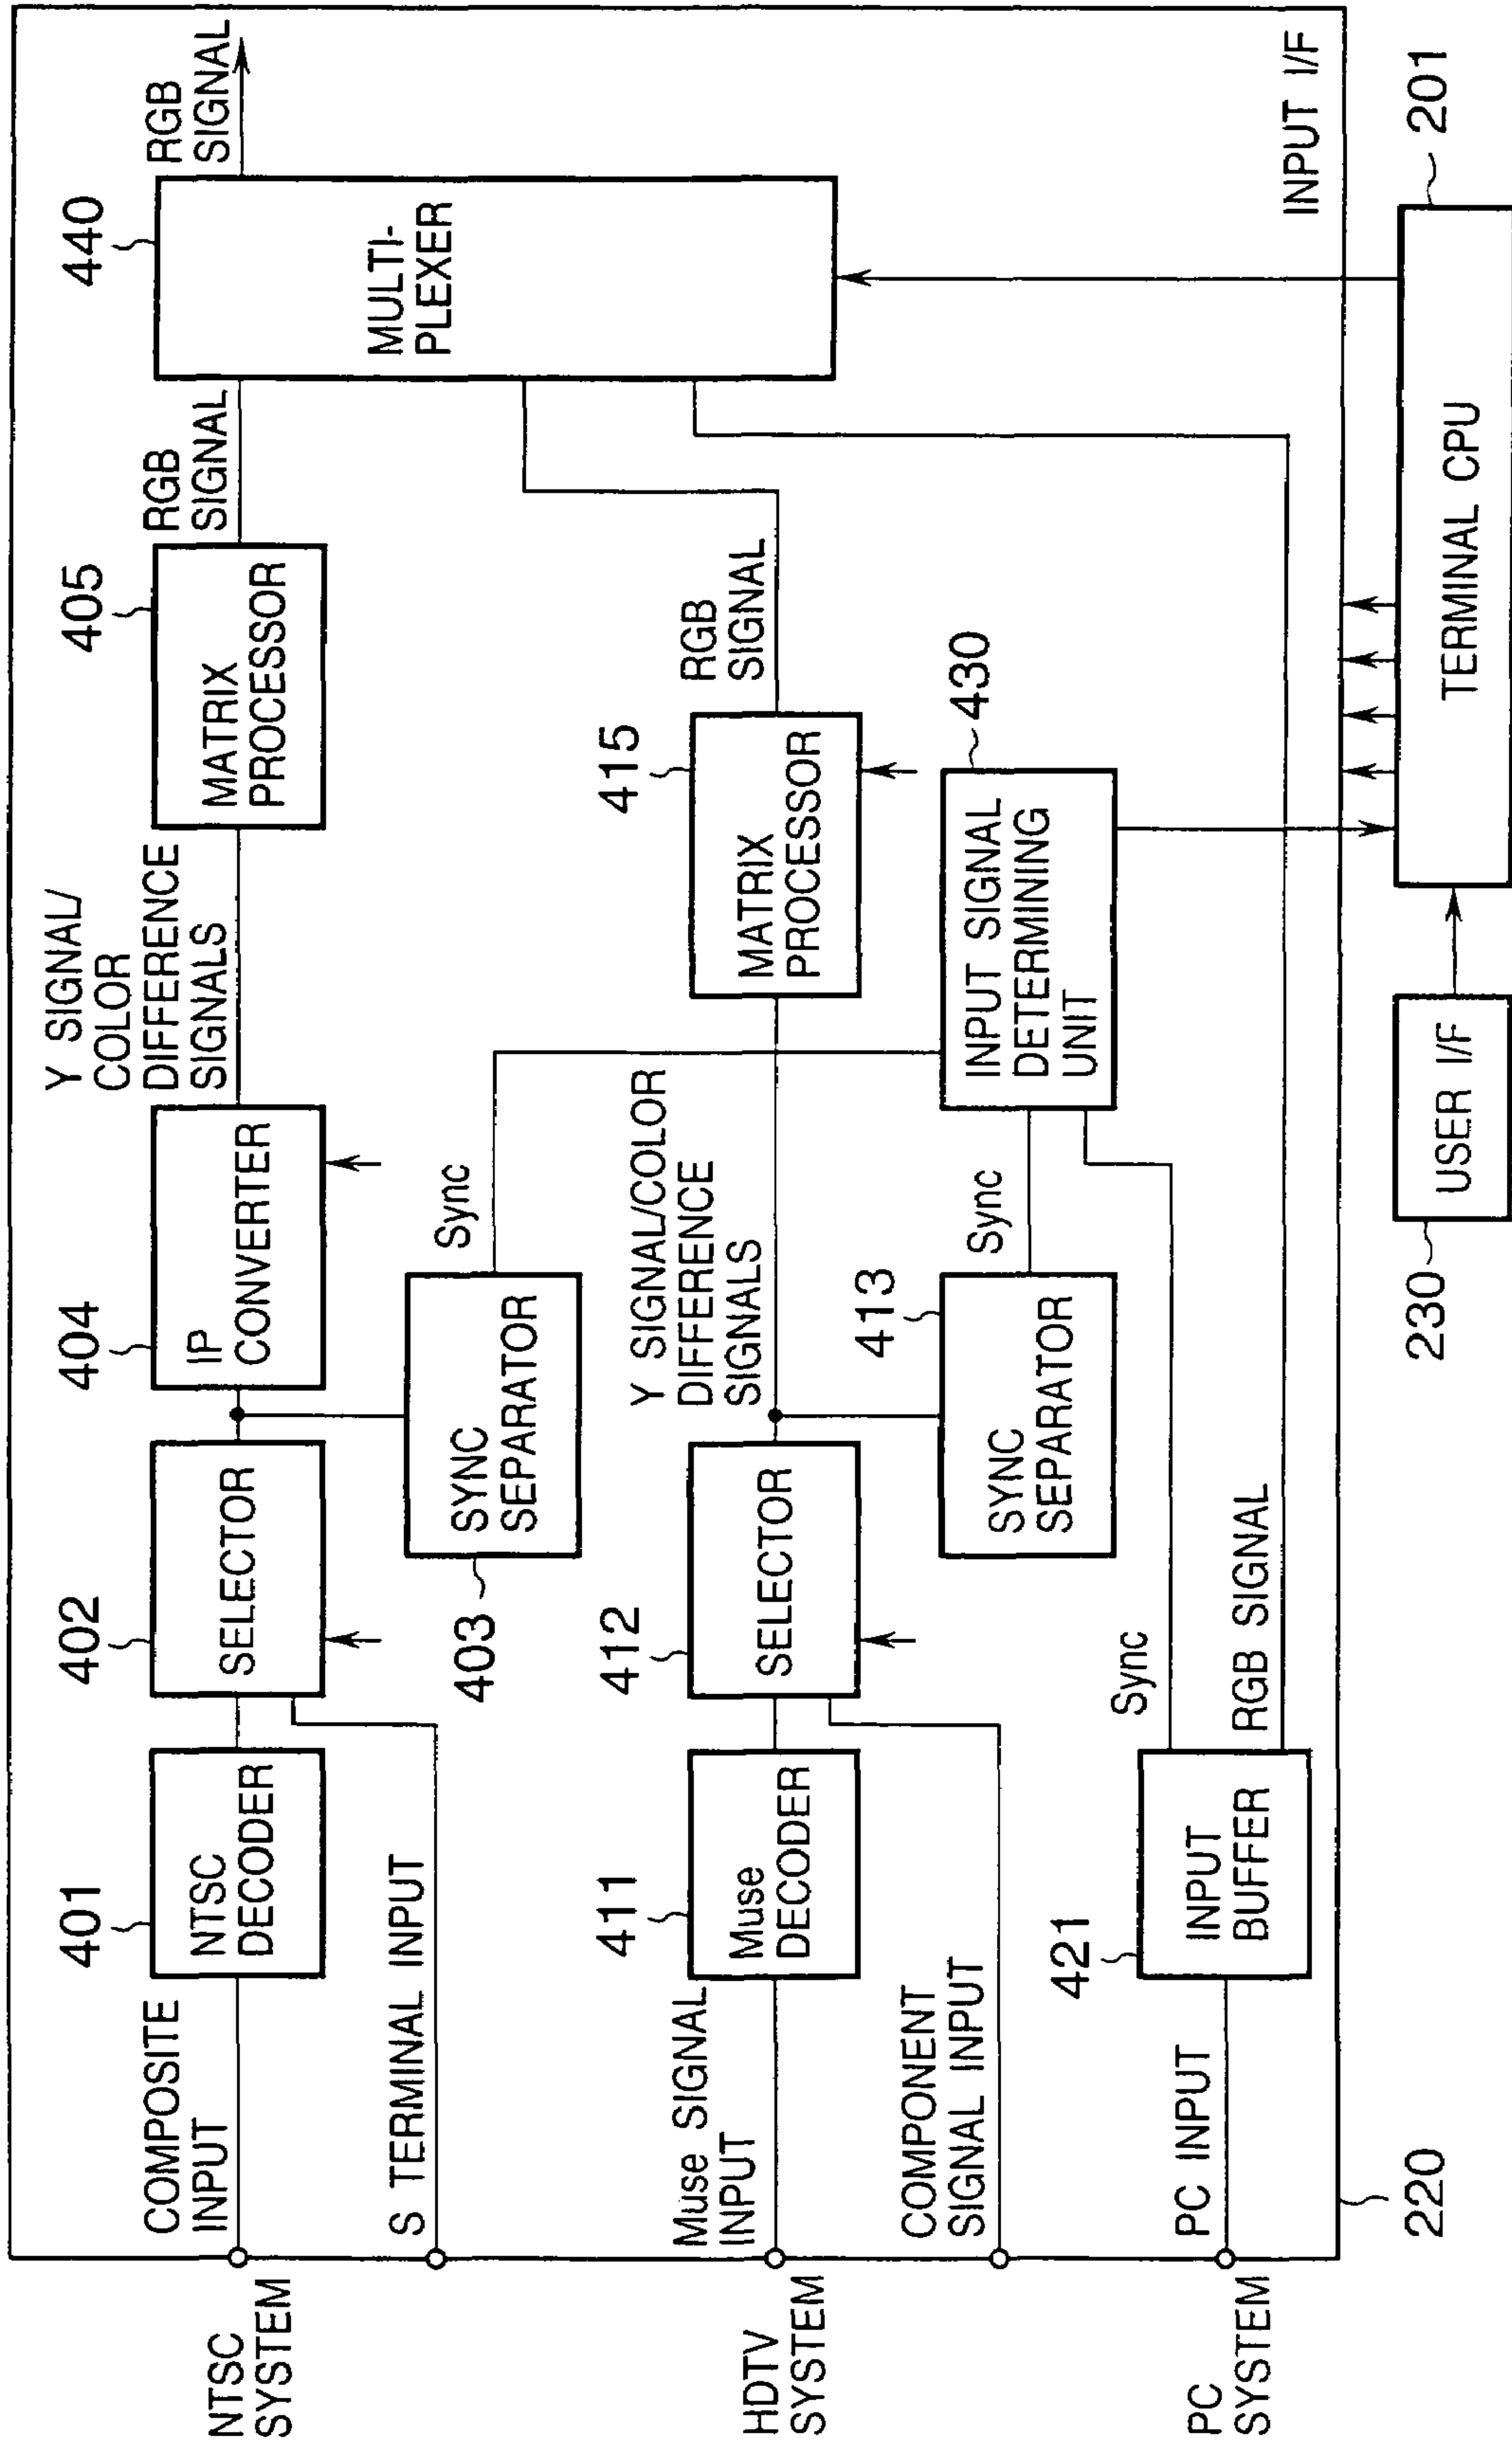 NTSC
SYSTEM
COMPOSITE
INPUT
401
NTSC
DECODER
402
SELECTOR
404
IP
CONVERTER
Y SIGNAL/
COLOR
DIFFERENCE
SIGNALS
405
MATRIX
PROCESSOR
RGB
SIGNAL
440
MULTI-
PLEXER
RGB
SIGNAL
S TERMINAL INPUT
403
SYNC
SEPARATOR
Sync
HDTV
SYSTEM
Muse SIGNAL
INPUT
411
Muse
DECODER
412
SELECTOR
Y SIGNAL/COLOR
DIFFERENCE
SIGNALS
415
MATRIX
PROCESSOR
RGB
SIGNAL
COMPONENT
SIGNAL INPUT
413
SYNC
SEPARATOR
Sync
430
INPUT SIGNAL
DETERMINING
UNIT
PC
SYSTEM
PC INPUT
421
INPUT
BUFFER
Sync
RGB SIGNAL
INPUT I/F
220
230
USER I/F
TERMINAL CPU
201